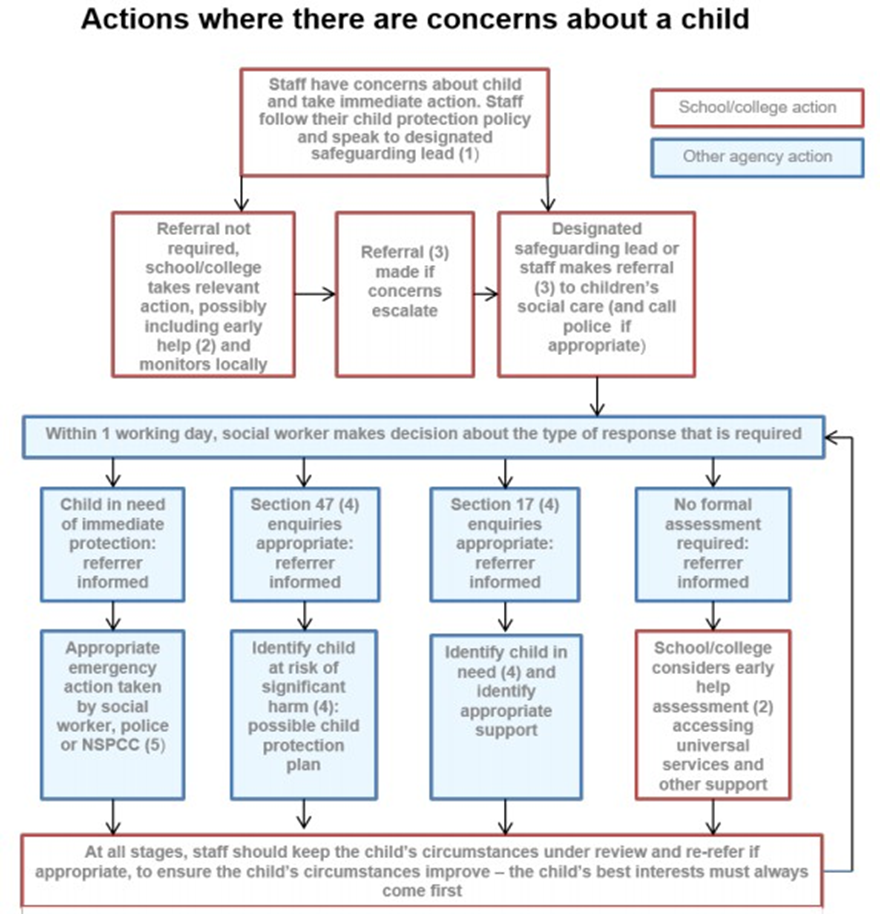 Actions where there are concerns about a child
Staff have concerns about child
and take immediate action. Staff
follow their child protection policy
and speak to designated
safeguarding lead (1)
School/college action
Other agency action
Referral not
required,
school/college
takes relevant
action, possibly
including early
help (2) and
monitors locally
Referral (3)
made if
concerns
escalate
Designated
safeguarding lead or
staff makes referral
(3) to children's
social care (and call
police if
appropriate)
Within 1 working day, social worker makes decision about the type of response that is required
Child in need
of immediate
protection:
referrer
informed
Section 47 (4)
enquiries
appropriate:
referrer
informed
Section 17 (4)
enquiries
appropriate:
referrer
informed
No formal
assessment
required:
referrer
informed
Appropriate
emergency
action taken
by social
worker, police
or NSPCC (5)
Identify child
at risk of
significant
harm (4):
possible child
protection
plan
Identify child in
need (4) and
identify
appropriate
support
School/college
considers early
help
assessment (2)
accessing
universal
services and
other support
At all stages, staff should keep the child's circumstances under review and re-refer if
appropriate, to ensure the child's circumstances improve – the child's best interests must always
come first